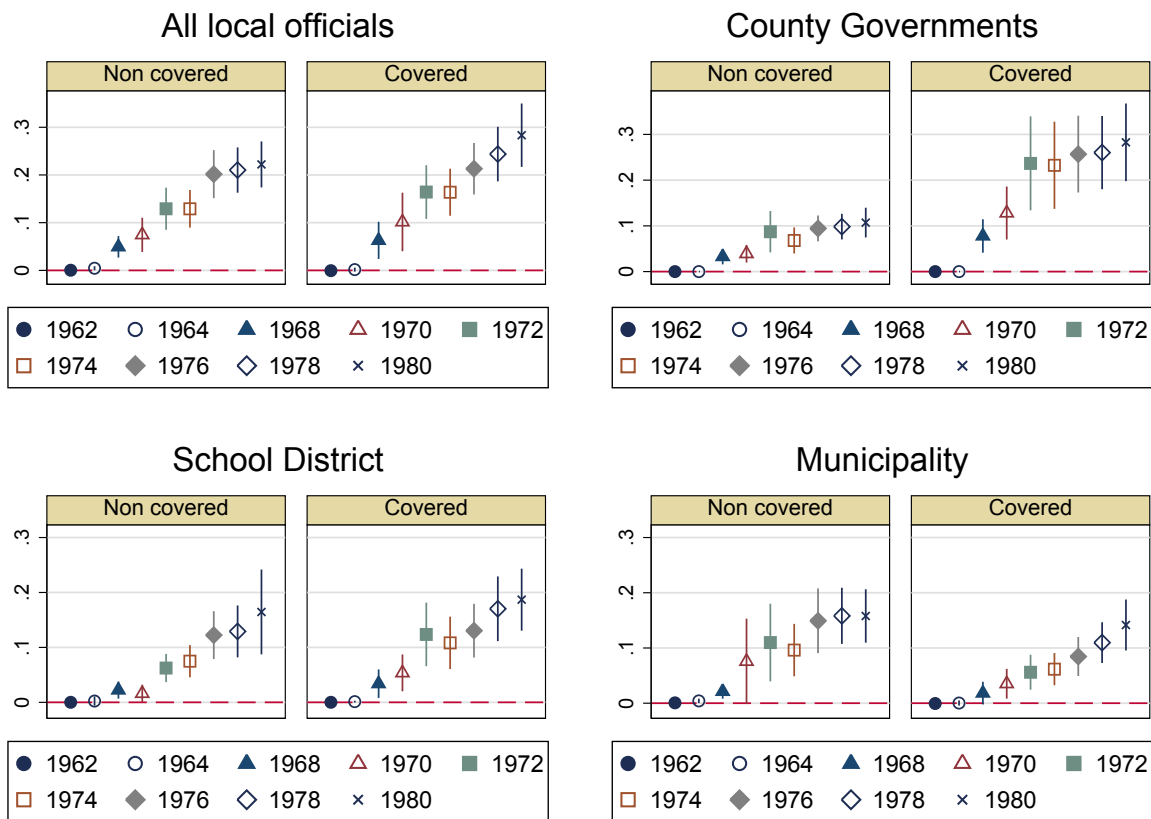 All local officials
Non covered Covered
.3
.2
.1
0
1962 1964 1968 1970 1972
1974 1976 1978 1980
County Governments
Non covered Covered
.3
.2
.1
0
1962 1964 1968 1970 1972
1974 1976 1978 1980
School District
Non covered Covered
.3
.2
.1
0
1962 1964 1968 1970 1972
1974 1976 1978 1980
Municipality
Non covered Covered
.3
.2
.1
0
1962 1964 1968 1970 1972
1974 1976 1978 1980